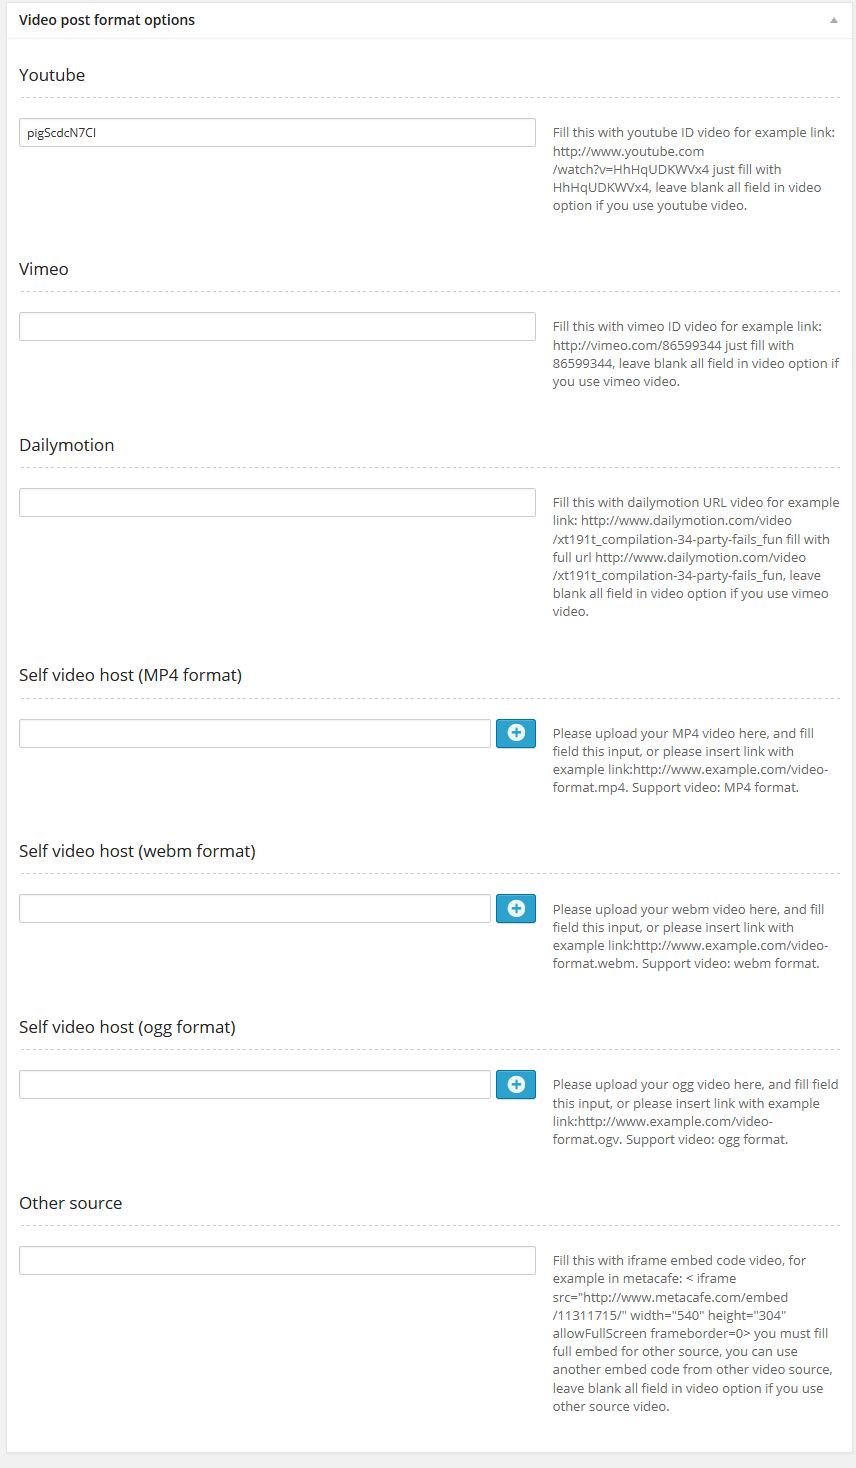 Video post format options
Youtube
pigScdcN7CI
Fill this with youtube ID video for example link:
http://www.youtube.com
/watch?v=HhHqUDKWVx4 just fill with
HhHqUDKWVx4, leave blank all field in video
option if you use youtube video.
Vimeo
Fill this with vimeo ID video for example link:
http://vimeo.com/86599344 just fill with
86599344, leave blank all field in video option if
you use vimeo video.
Dailymotion
Fill this with dailymotion URL video for example
link: http://www.dailymotion.com/video
/xt191t_compilation-34-party-fails_fun fill with
full url http://www.dailymotion.com/video
/xt191t_compilation-34-party-fails_fun, leave
blank all field in video option if you use vimeo
video.
Self video host (MP4 format)
Please upload your MP4 video here, and fill
field this input, or please insert link with
example link:http://www.example.com/video-
format.mp4. Support video: MP4 format.
Self video host (webm format)
Please upload your webm video here, and fill
field this input, or please insert link with
example link:http://www.example.com/video-
format.webm. Support video: webm format.
Self video host (ogg format)
Please upload your ogg video here, and fill field
this input, or please insert link with example
link:http://www.example.com/video-
format.ogv. Support video: ogg format.
Other source
Fill this with iframe embed code video, for
example in metacafe: < iframe
src="http://www.metacafe.com/embed
/11311715/" width="540" height="304"
allowFullScreen frameborder=0> you must fill
full embed for other source, you can use
another embed code from other video source,
leave blank all field in video option if you use
other source video.